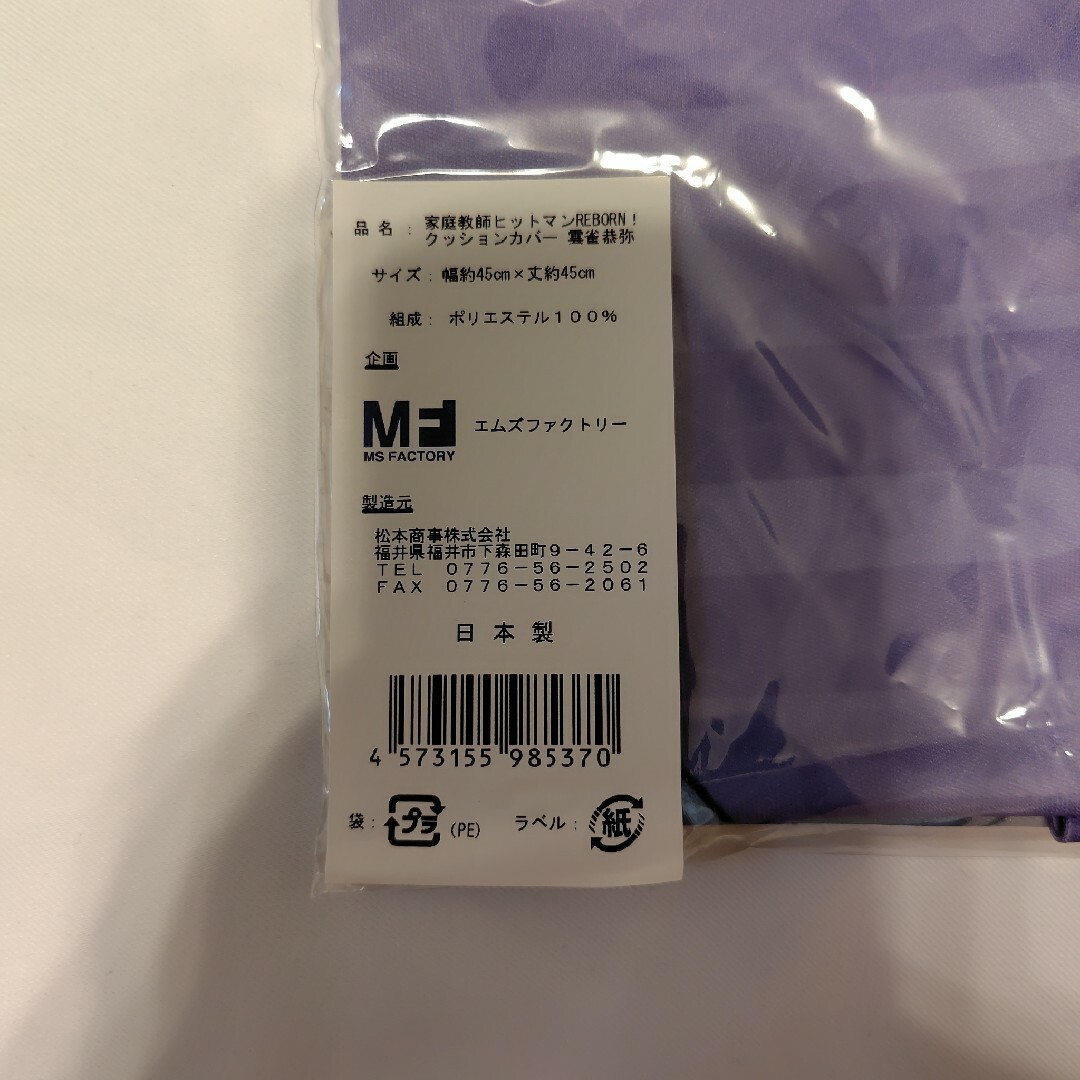 品 名 : 家庭教師ヒットマンREBORN!
クッションカバー 雲雀恭弥
サイズ : 幅約45cm×丈約45cm
組成 : ポリエステル１００％
企画
MF
MS FACTORY
エムズファクトリー
製造元
松本商事株式会社
福井県福井市下森田町９－４２－６
ＴＥＬ ０７７６－５６－２５０２
ＦＡＸ ０７７６－５６－２０６１
日 本 製
4 573155 985370
袋 : プラ (PE) ラベル : 紙